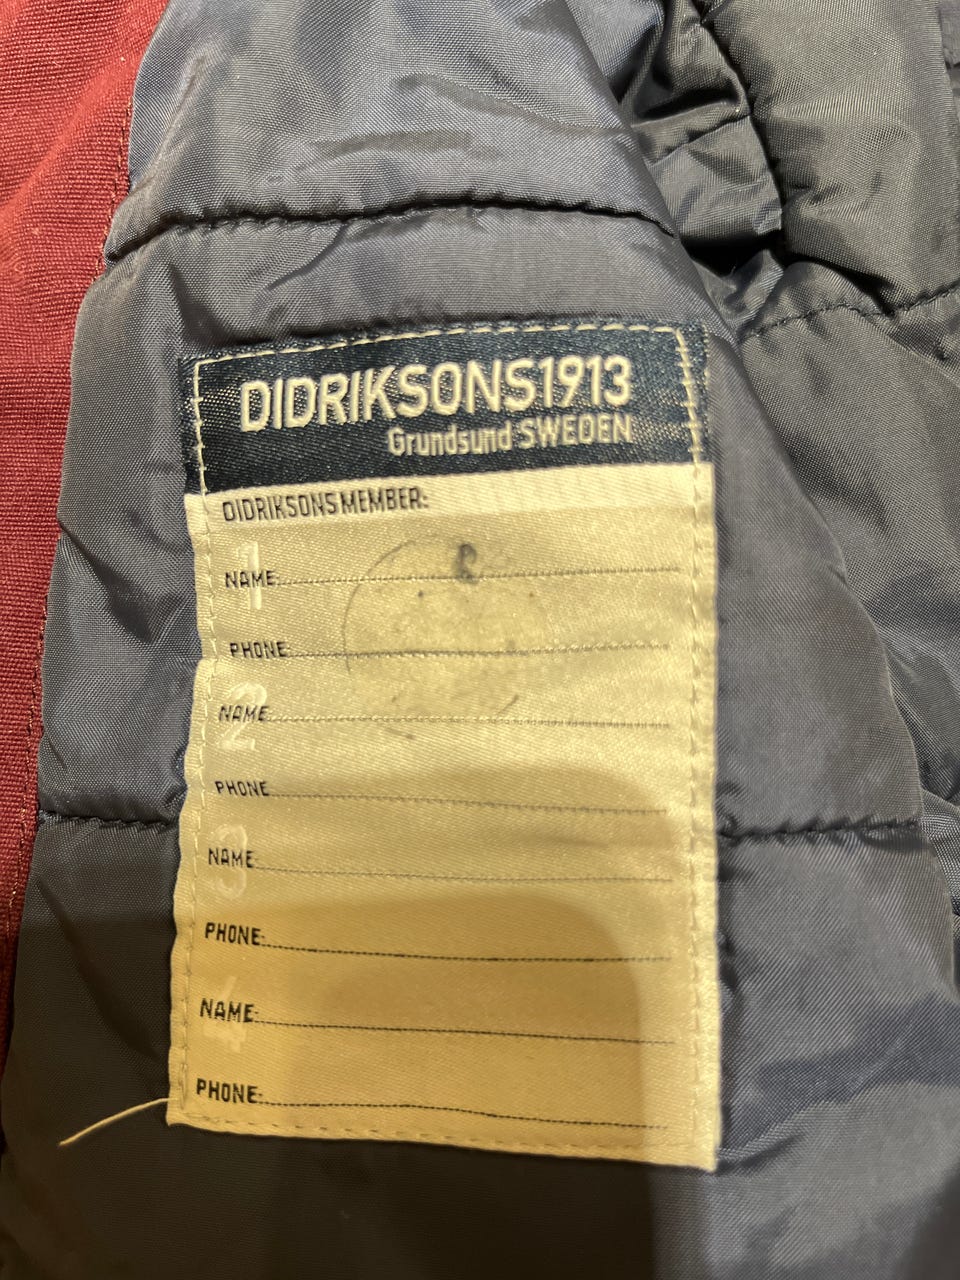 DIDRIKSONS1913
Grundsund SWEDEN
DIDRIKSONS MEMBER:
1
NAME:
PHONE:
2
NAME:
PHONE:
3
NAME:
PHONE:
4
NAME:
PHONE: